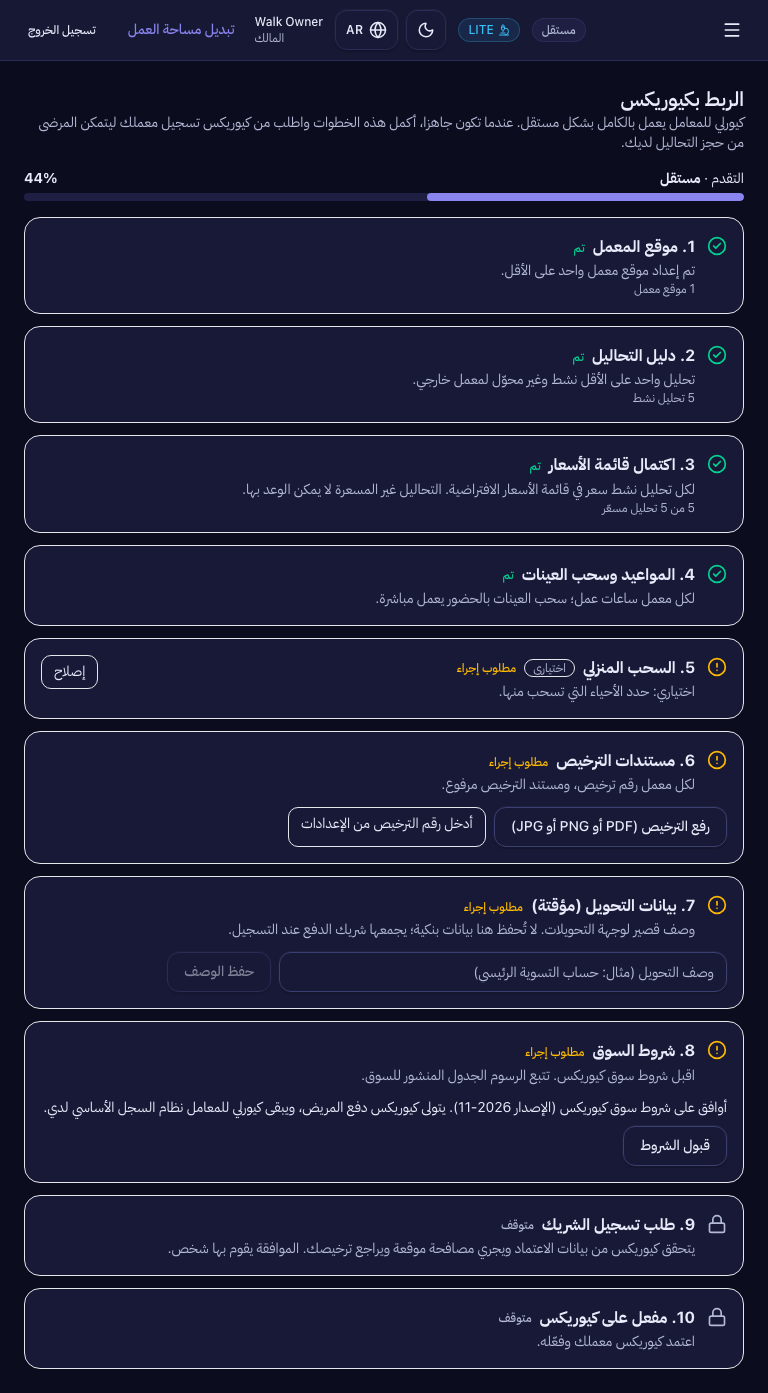 مستقل
LITE
AR
Walk Owner
المالك
تبديل مساحة العمل
تسجيل الخروج
الربط بكيوريكس
كيورلي للمعامل يعمل بالكامل بشكل مستقل. عندما تكون جاهزا، أكمل هذه الخطوات واطلب من كيوريكس تسجيل معملك ليتمكن المرضى
من حجز التحاليل لديك.
التقدم · مستقل
44%
1. موقع المعمل تم
تم إعداد موقع معمل واحد على الأقل.
1 موقع معمل
2. دليل التحاليل تم
تحليل واحد على الأقل نشط وغير محوّل لمعمل خارجي.
5 تحليل نشط
3. اكتمال قائمة الأسعار تم
لكل تحليل نشط سعر في قائمة الأسعار الافتراضية. التحاليل غير المسعرة لا يمكن الوعد بها.
5 من 5 تحليل مسعّر
4. المواعيد وسحب العينات تم
لكل معمل ساعات عمل؛ سحب العينات بالحضور يعمل مباشرة.
5. السحب المنزلي اختياري مطلوب إجراء
إصلاح
اختياري: حدد الأحياء التي تسحب منها.
6. مستندات الترخيص مطلوب إجراء
لكل معمل رقم ترخيص، ومستند الترخيص مرفوع.
رفع الترخيص (PDF أو PNG أو JPG)
أدخل رقم الترخيص من الإعدادات
7. بيانات التحويل (مؤقتة) مطلوب إجراء
وصف قصير لوجهة التحويلات. لا تُحفظ هنا بيانات بنكية؛ يجمعها شريك الدفع عند التسجيل.
وصف التحويل (مثال: حساب التسوية الرئيسي)
حفظ الوصف
8. شروط السوق مطلوب إجراء
اقبل شروط سوق كيوريكس. تتبع الرسوم الجدول المنشور للسوق.
أوافق على شروط سوق كيوريكس (الإصدار 2026-11). يتولى كيوريكس دفع المريض، ويبقى كيورلي للمعامل نظام السجل الأساسي لدي.
قبول الشروط
9. طلب تسجيل الشريك متوقف
يتحقق كيوريكس من بيانات الاعتماد ويجري مصافحة موقعة ويراجع ترخيصك. الموافقة يقوم بها شخص.
10. مفعل على كيوريكس متوقف
اعتمد كيوريكس معملك وفعّله.